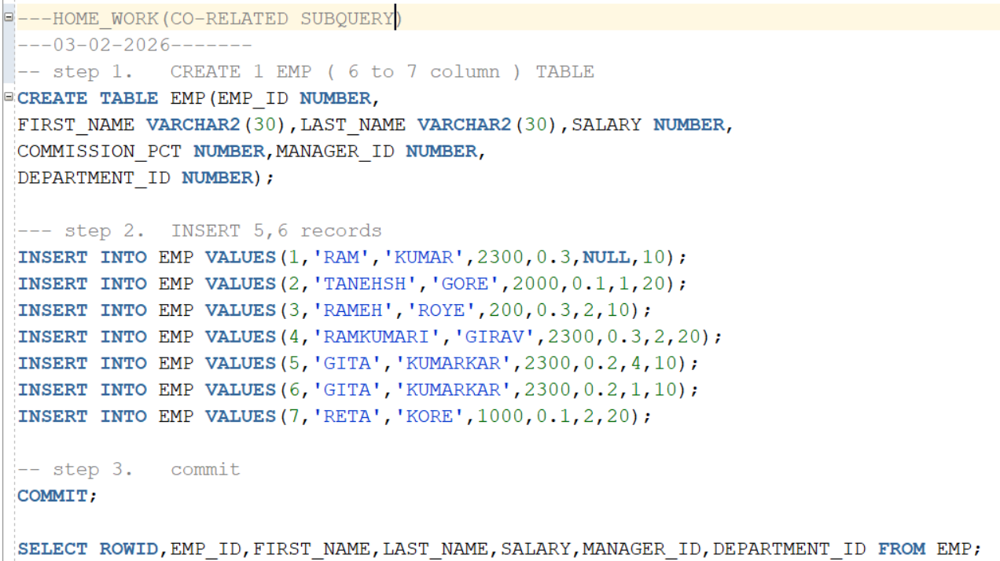 ---HOME_WORK(CO-RELATED SUBQUERY)
---03-02-2026-------
-- step 1.   CREATE 1 EMP ( 6 to 7 column ) TABLE
CREATE TABLE EMP(EMP_ID NUMBER,
FIRST_NAME VARCHAR2(30),LAST_NAME VARCHAR2(30),SALARY NUMBER,
COMMISSION_PCT NUMBER,MANAGER_ID NUMBER,
DEPARTMENT_ID NUMBER);
--- step 2.  INSERT 5,6 records
INSERT INTO EMP VALUES(1,'RAM','KUMAR',2300,0.3,NULL,10);
INSERT INTO EMP VALUES(2,'TANEHSH','GORE',2000,0.1,1,20);
INSERT INTO EMP VALUES(3,'RAMEH','ROYE',200,0.3,2,10);
INSERT INTO EMP VALUES(4,'RAMKUMARI','GIRAV',2300,0.3,2,20);
INSERT INTO EMP VALUES(5,'GITA','KUMARKAR',2300,0.2,4,10);
INSERT INTO EMP VALUES(6,'GITA','KUMARKAR',2300,0.2,1,10);
INSERT INTO EMP VALUES(7,'RETA','KORE',1000,0.1,2,20);
-- step 3.   commit
COMMIT;
SELECT ROWID,EMP_ID,FIRST_NAME,LAST_NAME,SALARY,MANAGER_ID,DEPARTMENT_ID FROM EMP;